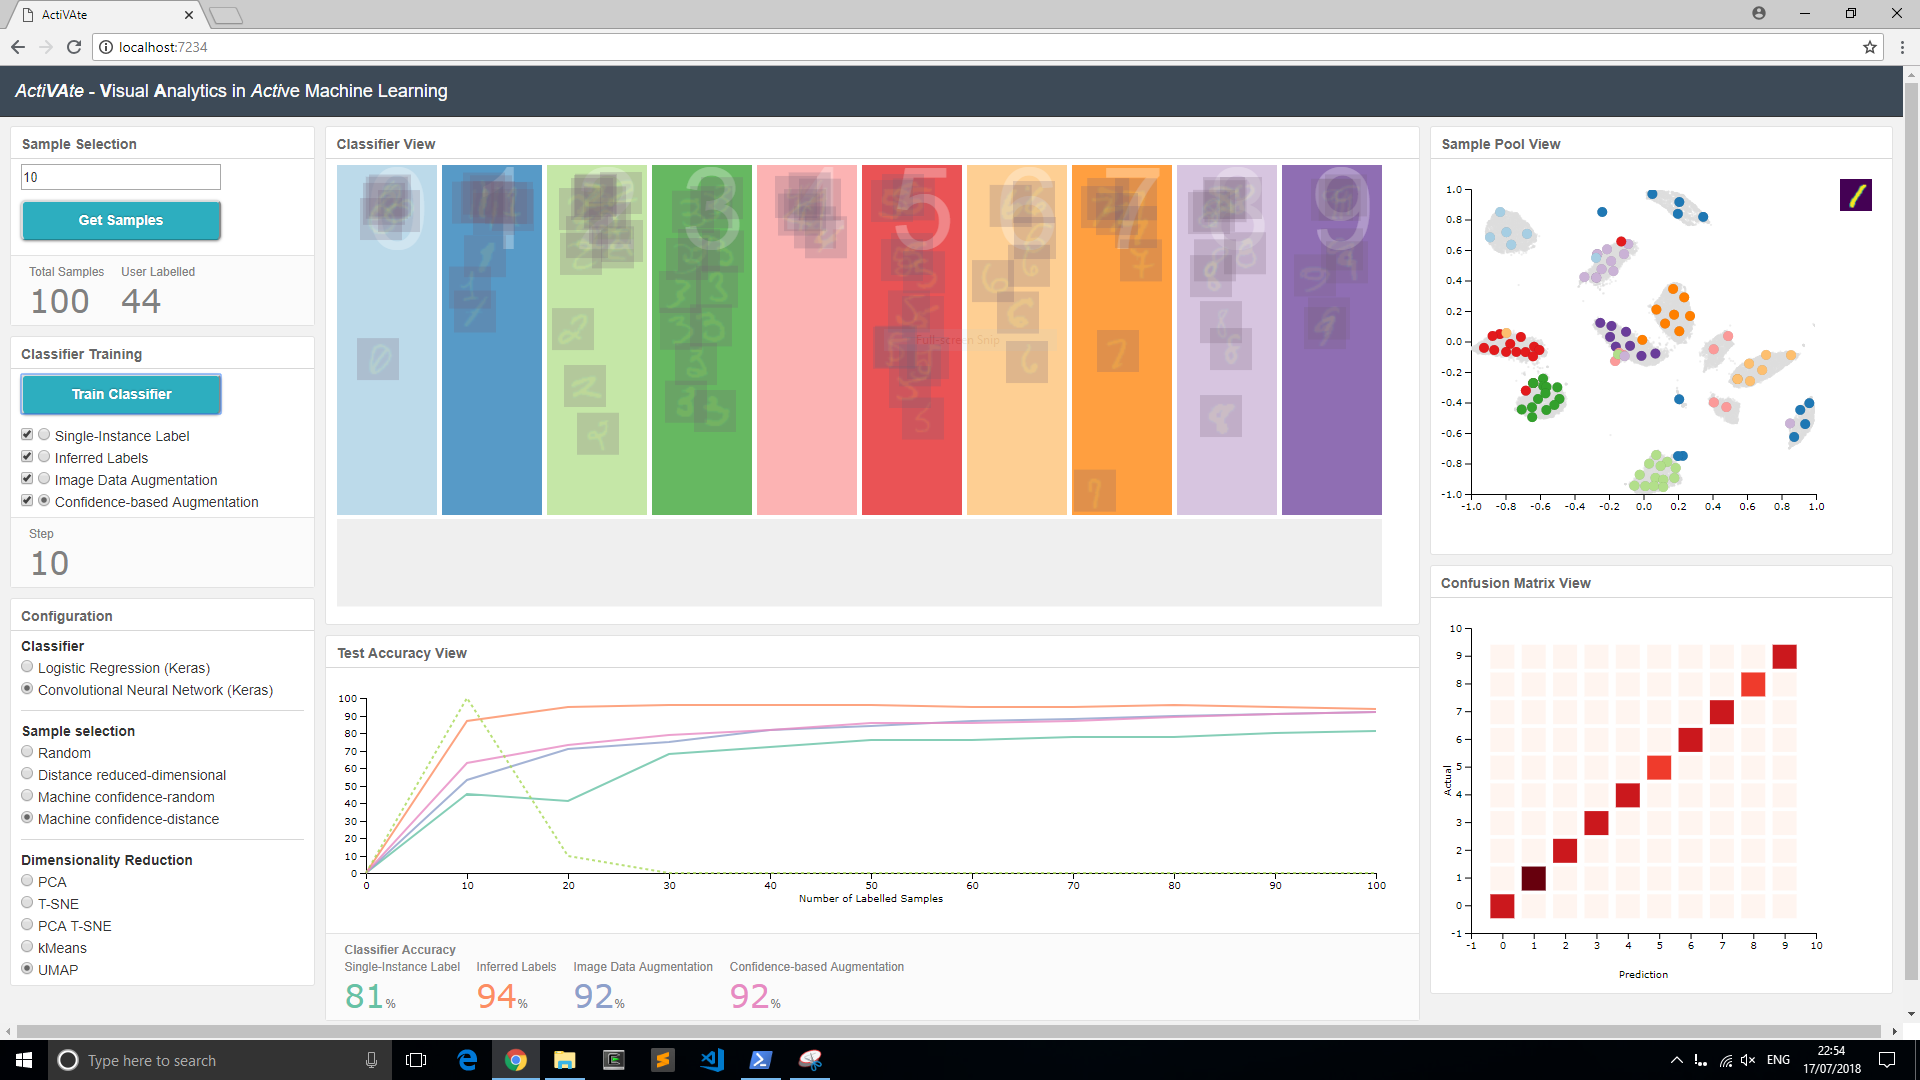 ActiVAte
localhost:7234
ActiVAte - Visual Analytics in Active Machine Learning
Sample Selection
10
Get Samples
Total Samples User Labelled
100 44
Classifier Training
Train Classifier
Single-Instance Label
Inferred Labels
Image Data Augmentation
Confidence-based Augmentation
Step
10
Configuration
Classifier
Logistic Regression (Keras)
Convolutional Neural Network (Keras)
Sample selection
Random
Distance reduced-dimensional
Machine confidence-random
Machine confidence-distance
Dimensionality Reduction
PCA
T-SNE
PCA T-SNE
kMeans
UMAP
Classifier View
0 1 2 3 4 5 6 7 8 9
Full-screen Snip
Test Accuracy View
100
90
80
70
60
50
40
30
20
10
0
0 10 20 30 40 50 60 70 80 90 100
Number of Labelled Samples
Classifier Accuracy
Single-Instance Label Inferred Labels Image Data Augmentation Confidence-based Augmentation
81% 94% 92% 92%
Sample Pool View
1.0
0.8
0.6
0.4
0.2
0.0
-0.2
-0.4
-0.6
-0.8
-1.0
-1.0 -0.8 -0.6 -0.4 -0.2 0.0 0.2 0.4 0.6 0.8 1.0
Confusion Matrix View
10
9
8
7
6
5
4
3
2
1
0
-1
Actual
-1 0 1 2 3 4 5 6 7 8 9 10
Prediction
Type here to search
ENG
22:54
17/07/2018